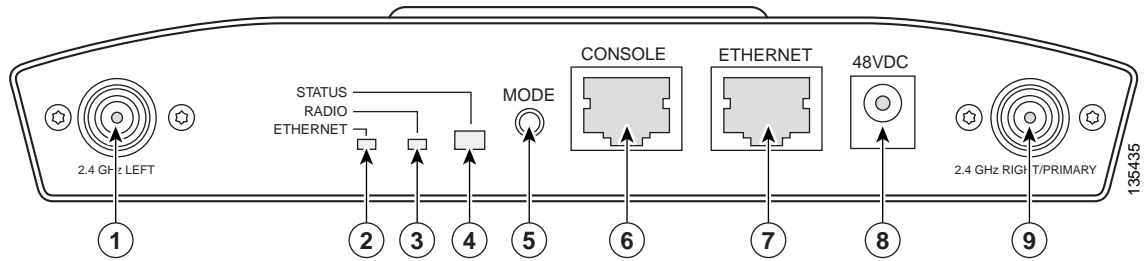 CONSOLE
ETHERNET
48VDC
STATUS
RADIO
ETHERNET
MODE
2.4 GHz LEFT
2.4 GHz RIGHT/PRIMARY
135435
1
2
3
4
5
6
7
8
9